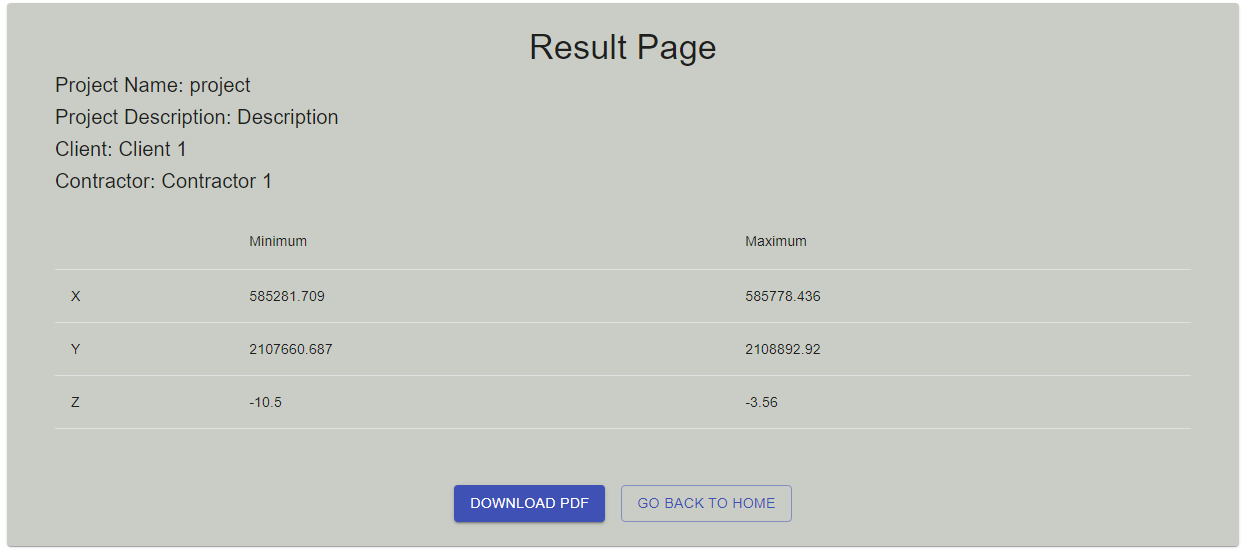 Result Page
Project Name: project
Project Description: Description
Client: Client 1
Contractor: Contractor 1
Minimum Maximum
X 585281.709 585778.436
Y 2107660.687 2108892.92
Z -10.5 -3.56
DOWNLOAD PDF GO BACK TO HOME